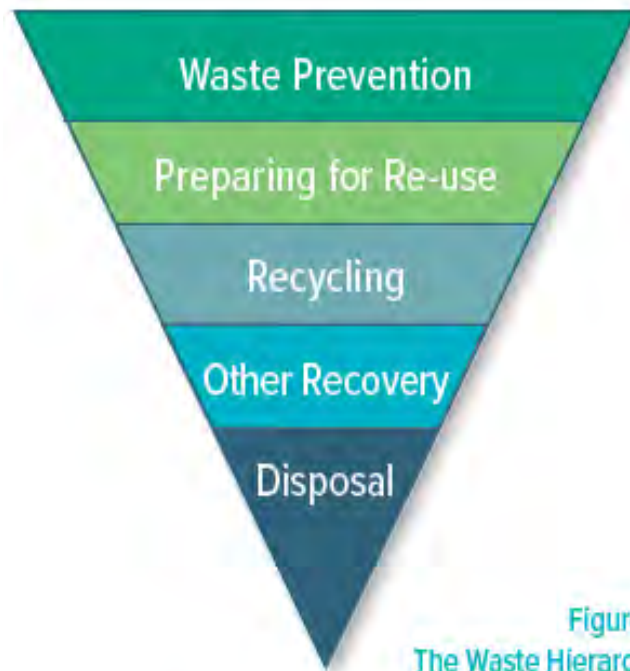 Waste Prevention
Preparing for Re-use
Recycling
Other Recovery
Disposal
Figur
The Waste Hierarc